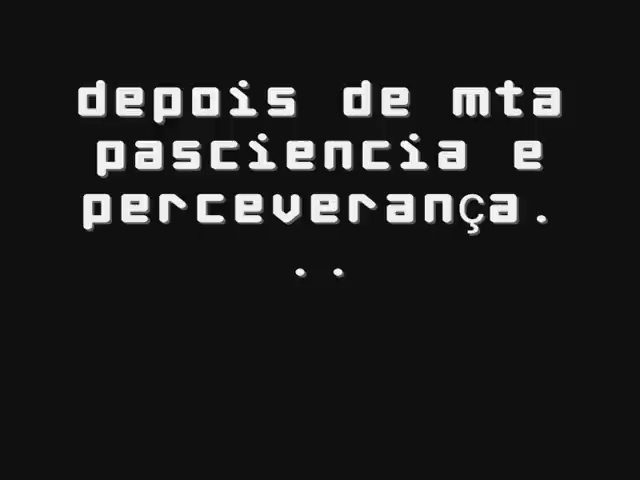 depois de mta
pasciencia e
perceverança.
..